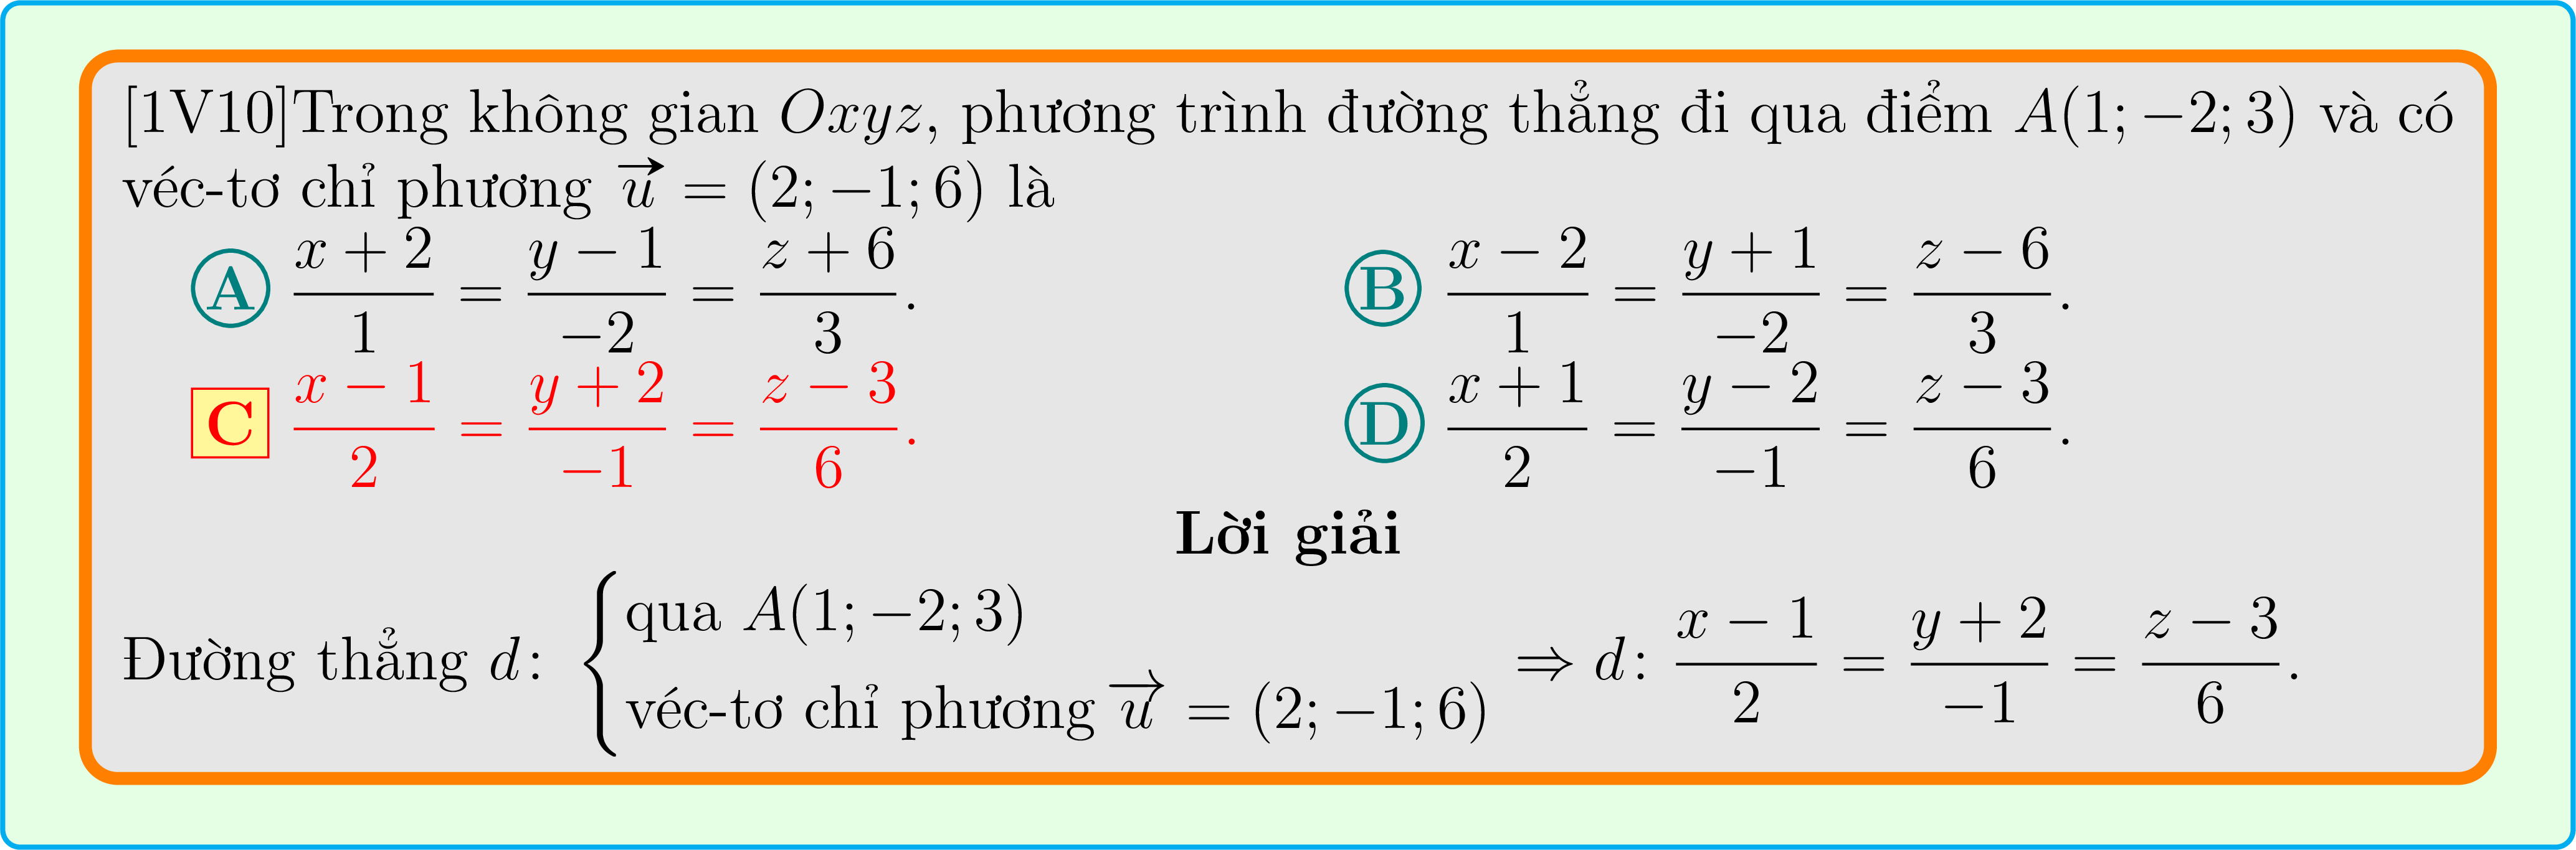 [1V10]Trong không gian Oxyz, phương trình đường thẳng đi qua điểm A(1; −2; 3) và có
véc-tơ chỉ phương $\overrightarrow{u}$ = (2; −1; 6) là
A $\frac{x+2}{1} = \frac{y-1}{-2} = \frac{z+6}{3}$. B $\frac{x-2}{1} = \frac{y+1}{-2} = \frac{z-6}{3}$.
C $\frac{x-1}{2} = \frac{y+2}{-1} = \frac{z-3}{6}$. D $\frac{x+1}{2} = \frac{y-2}{-1} = \frac{z-3}{6}$.
Lời giải
Đường thẳng d: $\begin{cases} \text{qua } A(1; -2; 3) \\ \text{véc-tơ chỉ phương } \overrightarrow{u} = (2; -1; 6) \end{cases} \Rightarrow d: \frac{x-1}{2} = \frac{y+2}{-1} = \frac{z-3}{6}$.